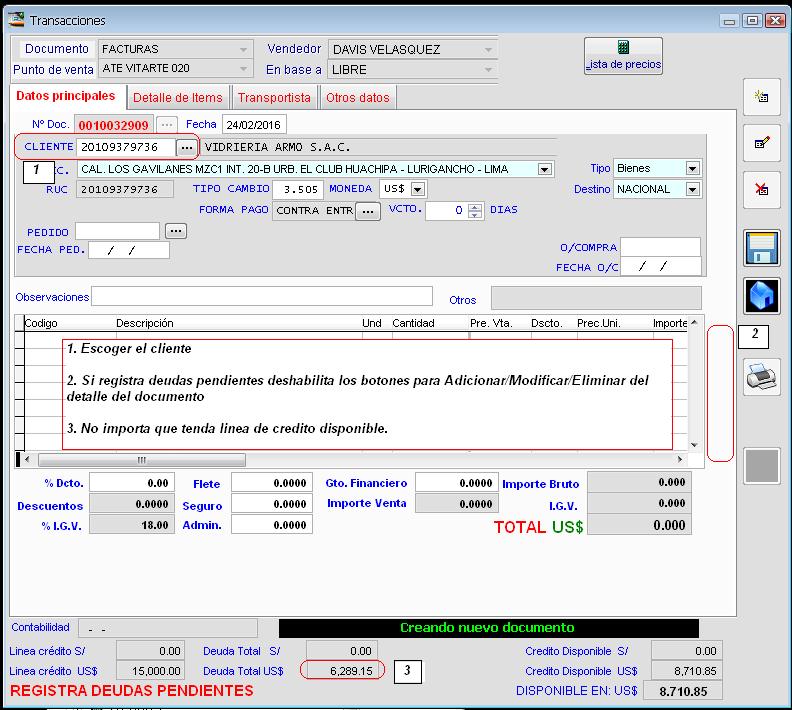 Transacciones
Documento FACTURAS Vendedor DAVIS VELASQUEZ
Punto de venta ATE VITARTE 020 En base a LIBRE
Lista de precios
Datos principales Detalle de Items Transportista Otros datos
Nº Doc. 0010032909 ... Fecha 24/02/2016
CLIENTE 20109379736 ... VIDRIERIA ARMO S.A.C.
1 C. CAL. LOS GAVILANES MZC1 INT. 20-B URB. EL CLUB HUACHIPA - LURIGANCHO - LIMA Tipo Bienes
RUC 20109379736 TIPO CAMBIO 3.505 MONEDA US$ Destino NACIONAL
FORMA PAGO CONTRA ENTR ... VCTO. 0 DIAS
PEDIDO ...
FECHA PED. / / O/COMPRA
FECHA O/C / /
Observaciones Otros
Codigo Descripción Und Cantidad Pre. Vta. Dscto. Prec.Uni. Importe
2
1. Escoger el cliente
2. Si registra deudas pendientes deshabilita los botones para Adicionar/Modificar/Eliminar del
detalle del documento
3. No importa que tenda linea de credito disponible.
% Dcto. 0.00 Flete 0.0000 Gto. Financiero 0.0000 Importe Bruto 0.000
Descuentos 0.0000 Seguro 0.0000 Importe Venta 0.0000 I.G.V. 0.000
% I.G.V. 18.00 Admin. 0.0000 TOTAL US$ 0.000
Contabilidad - - Creando nuevo documento
Linea crédito S/ 0.00 Deuda Total S/ 0.00 Credito Disponible S/ 0.00
Linea crédito US$ 15,000.00 Deuda Total US$ 6,289.15 3 Credito Disponible US$ 8,710.85
REGISTRA DEUDAS PENDIENTES DISPONIBLE EN: US$ 8.710.85